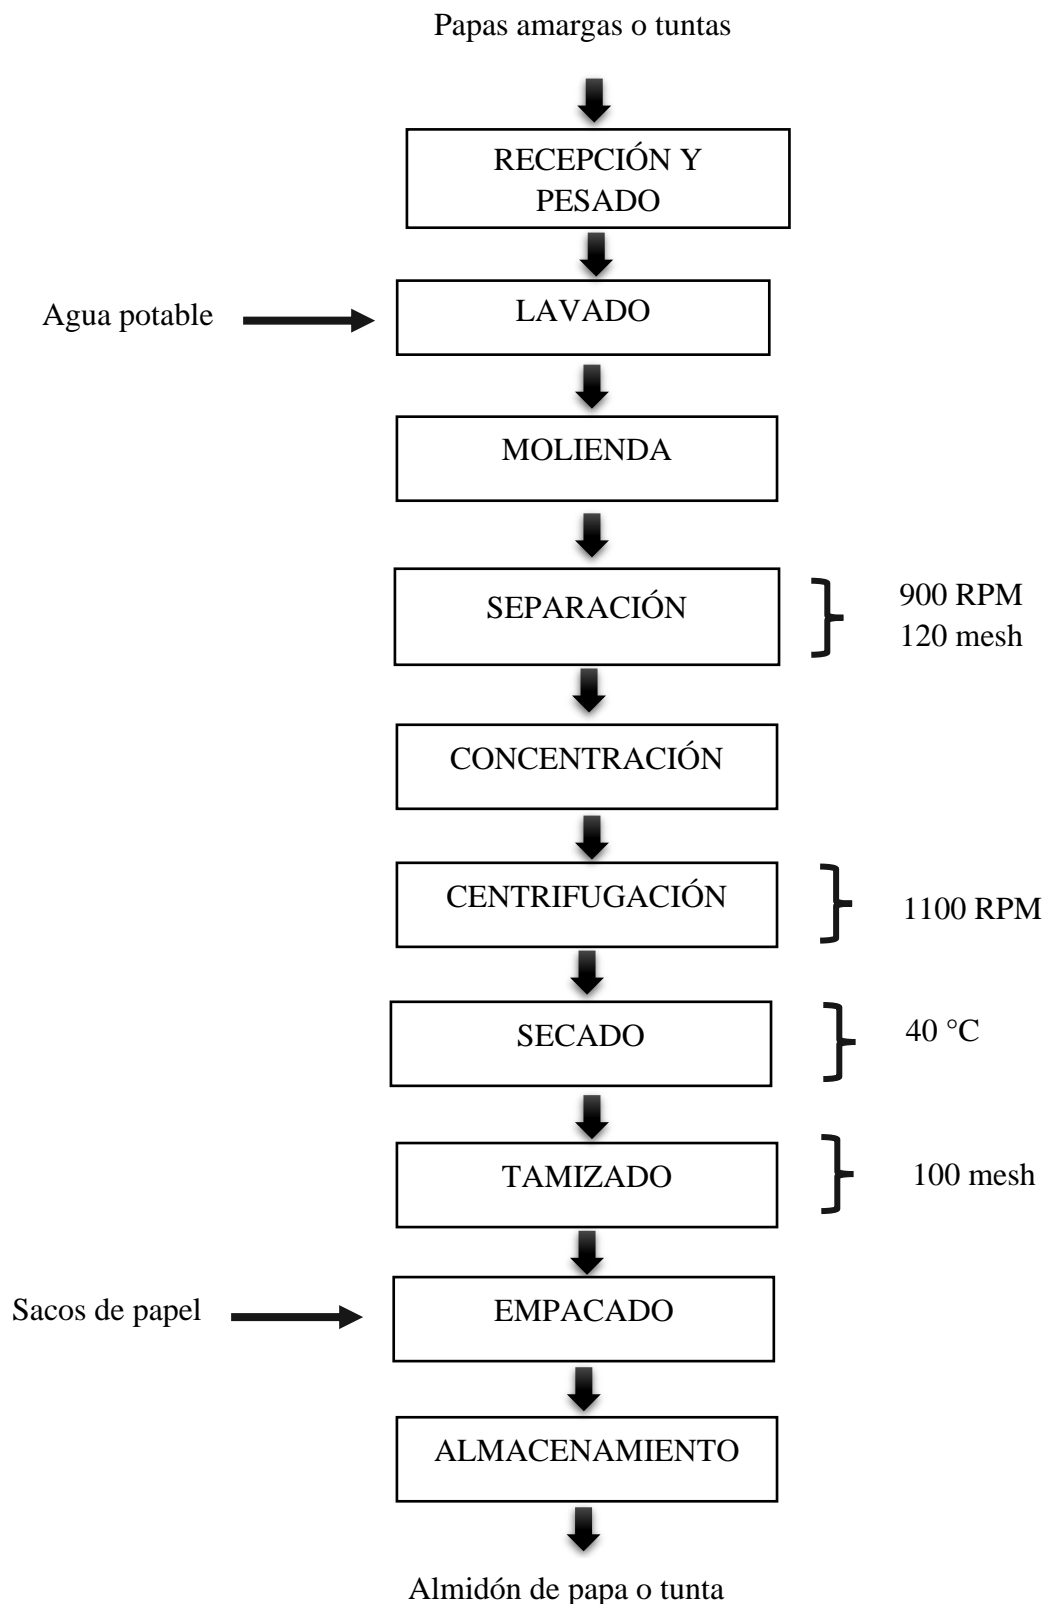 Papas amargas o tuntas
RECEPCIÓN Y
PESADO
Agua potable
LAVADO
MOLIENDA
SEPARACIÓN
900 RPM
120 mesh
CONCENTRACIÓN
CENTRIFUGACIÓN
1100 RPM
SECADO
40 °C
TAMIZADO
100 mesh
Sacos de papel
EMPACADO
ALMACENAMIENTO
Almidón de papa o tunta